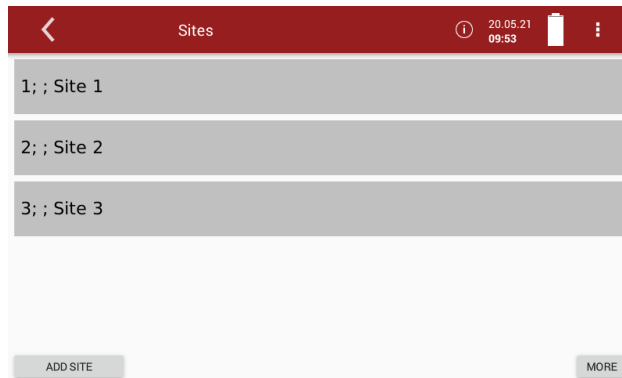 Sites
20.05.21
09:53
1; ; Site 1
2; ; Site 2
3; ; Site 3
ADD SITE
MORE